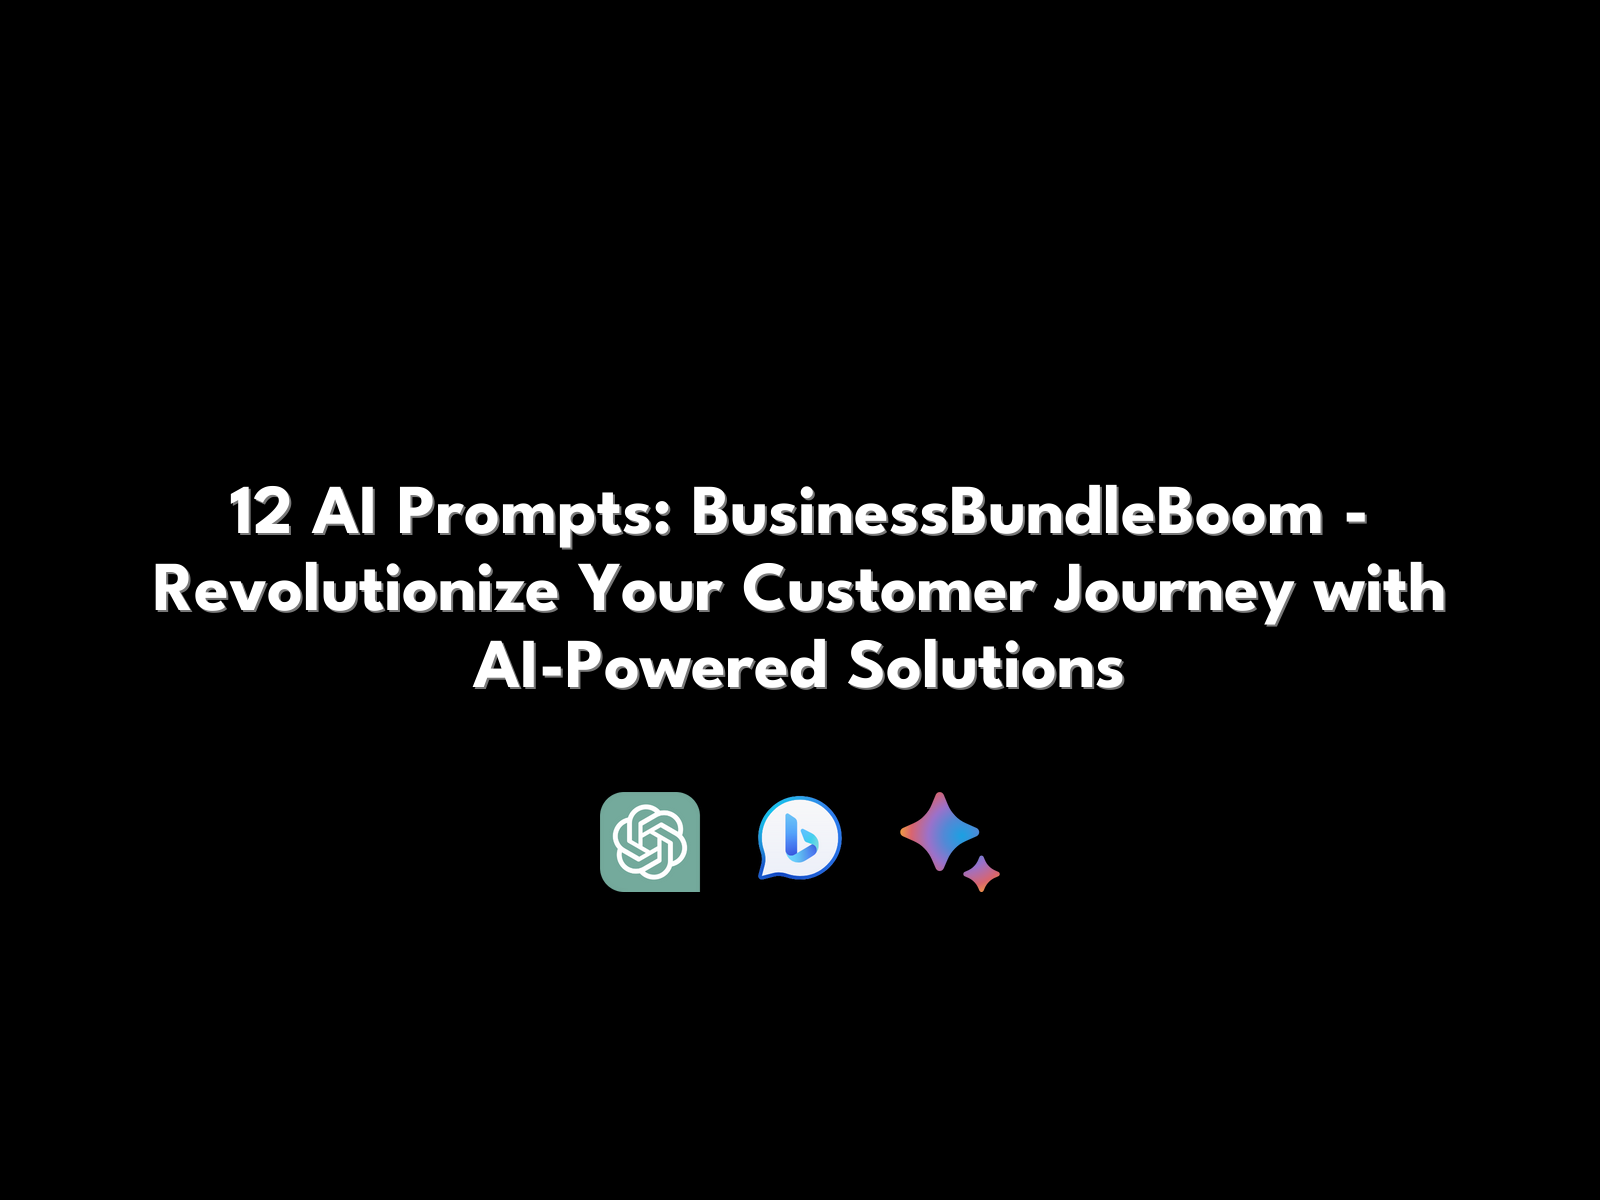 12 AI Prompts: BusinessBundleBoom -
Revolutionize Your Customer Journey with
AI-Powered Solutions